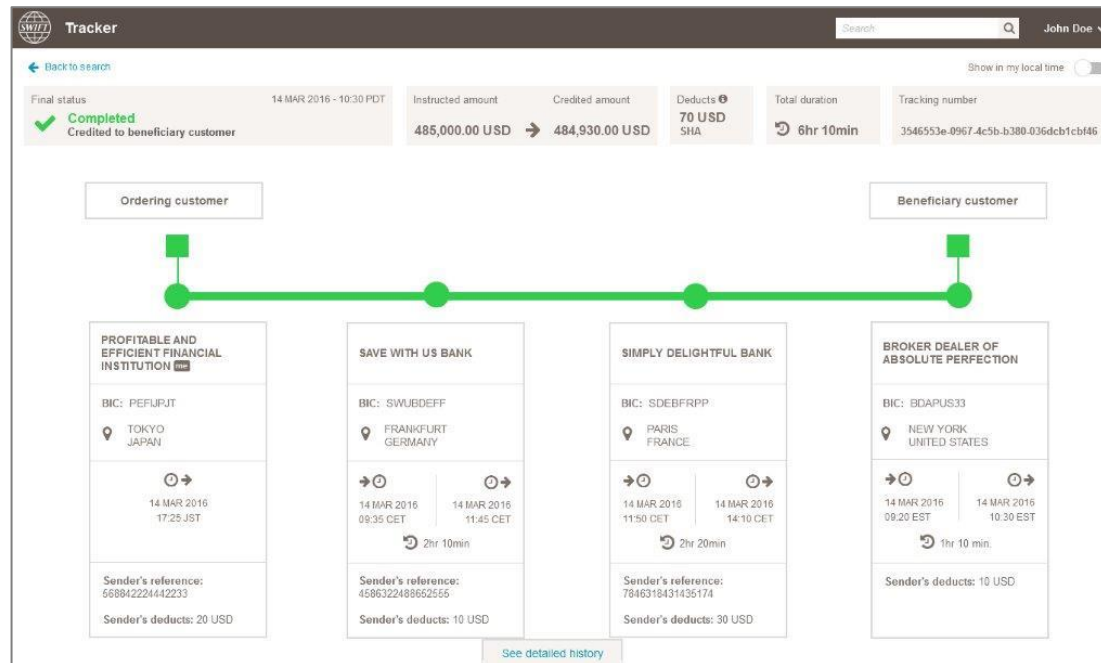 SWIFT Tracker Search John Doe
Back to search Show in my local time
Final status 14 MAR 2016 - 10:30 PDT
Completed
Credited to beneficiary customer
Instructed amount Credited amount
485,000.00 USD 484,930.00 USD
Deducts
70 USD
SHA
Total duration
6hr 10min
Tracking number
3546553e-0967-4c5b-b380-036dcb1cbf46
Ordering customer Beneficiary customer
PROFITABLE AND
EFFICIENT FINANCIAL
INSTITUTION me
BIC: PEFIJPJT
TOKYO
JAPAN
14 MAR 2016
17:25 JST
Sender's reference:
568842224442233
Sender's deducts: 20 USD
SAVE WITH US BANK
BIC: SWUBDEFF
FRANKFURT
GERMANY
14 MAR 2016 14 MAR 2016
09:35 CET 11:45 CET
2hr 10min
Sender's reference:
4586322488652555
Sender's deducts: 10 USD
SIMPLY DELIGHTFUL BANK
BIC: SDEBFRPP
PARIS
FRANCE
14 MAR 2016 14 MAR 2016
11:50 CET 14:10 CET
2hr 20min
Sender's reference:
7846318431435174
Sender's deducts: 30 USD
BROKER DEALER OF
ABSOLUTE PERFECTION
BIC: BDAPUS33
NEW YORK
UNITED STATES
14 MAR 2016 14 MAR 2016
09:20 EST 10:30 EST
1hr 10 min.
Sender's deducts: 10 USD
See detailed history